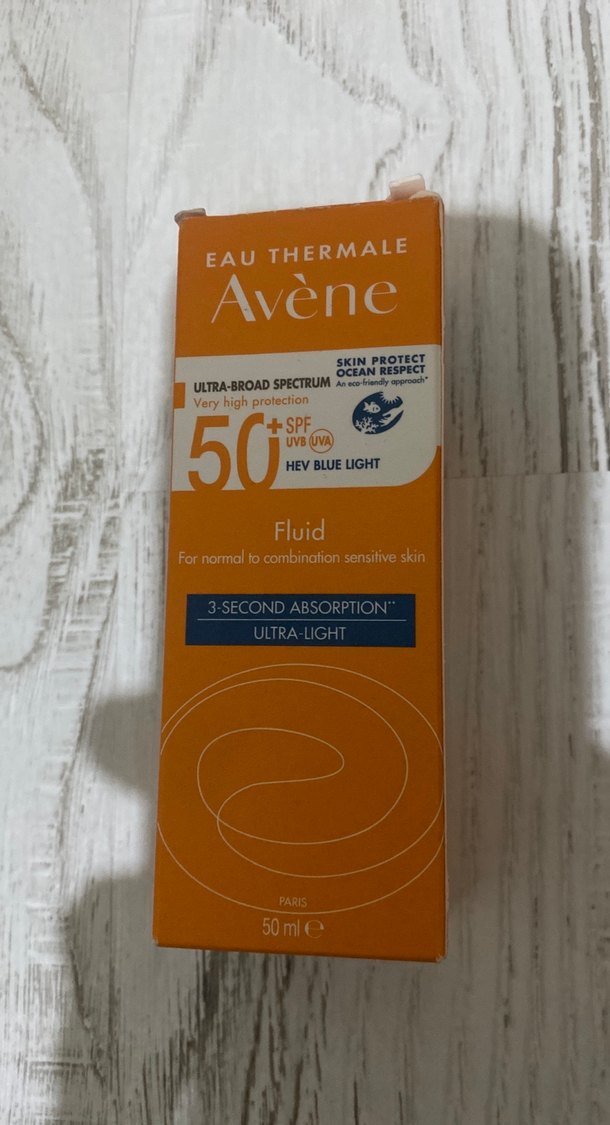 EAU THERMALE
Avène
SKIN PROTECT
OCEAN RESPECT
An eco-friendly approach*
ULTRA-BROAD SPECTRUM
Very high protection
50+ SPF
UVB UVA
HEV BLUE LIGHT
Fluid
For normal to combination sensitive skin
3-SECOND ABSORPTION**
ULTRA-LIGHT
PARIS
50 ml ℮